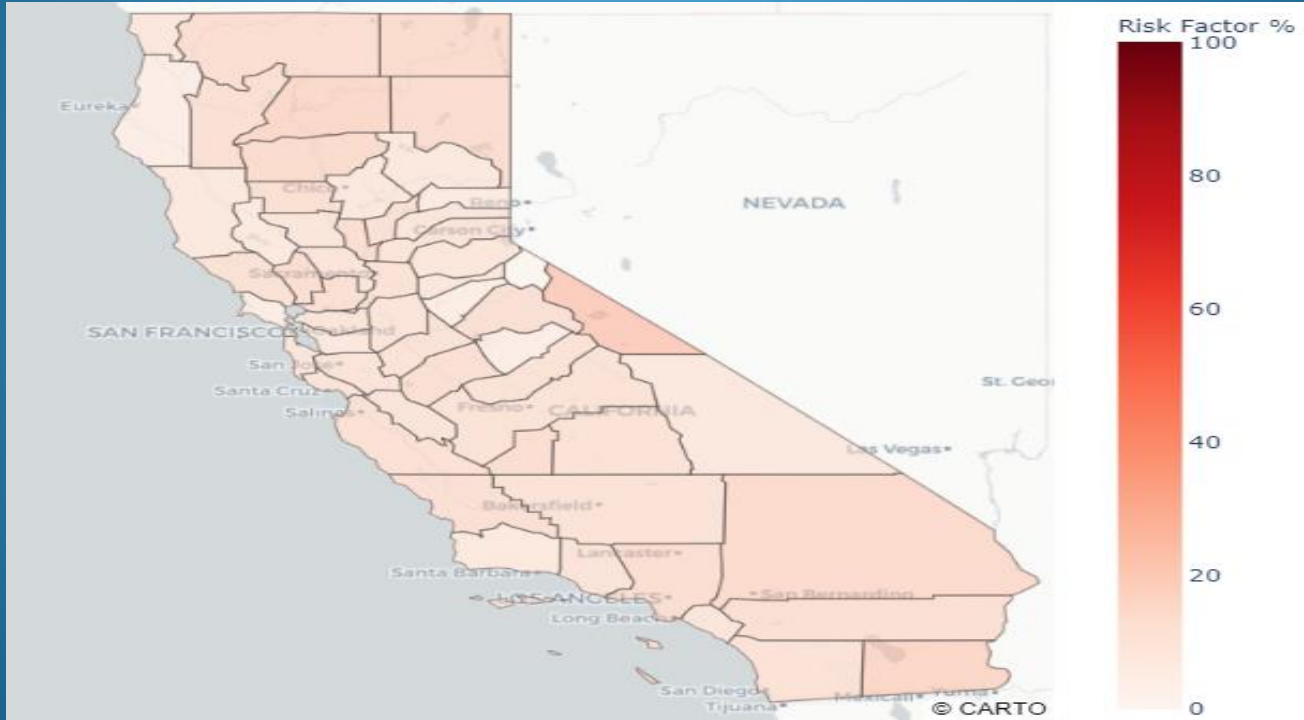 Risk Factor %
100
80
60
40
20
0
Eureka
Chico
Reno
NEVADA
Carson City
Sacramento
SAN FRANCISCO
Oakland
San Jose
St. Geor
Santa Cruz
Salinas
Fresno
CALIFORNIA
Las Vegas
Bakersfield
Lancaster
Santa Barbara
LOS ANGELES
San Bernardino
Long Beach
San Diego
Mexicali
Yuma
Tijuana
© CARTO